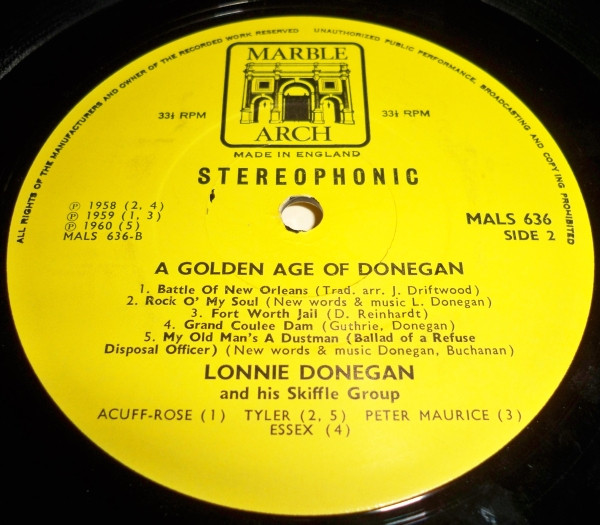 ALL RIGHTS OF THE MANUFACTURERS AND OWNER OF THE RECORDED WORK RESERVED UNAUTHORIZED PUBLIC PERFORMANCE, BROADCASTING AND COPYING PROHIBITED
MARBLE
ARCH
33⅓ RPM 33⅓ RPM
MADE IN ENGLAND
STEREOPHONIC
℗ 1958 (2, 4)
℗ 1959 (1, 3)
℗ 1960 (5)
MALS 636-B
MALS 636
SIDE 2
A GOLDEN AGE OF DONEGAN
1. Battle Of New Orleans (Trad. arr. J. Driftwood)
2. Rock O' My Soul (New words & music L. Donegan)
3. Fort Worth Jail (D. Reinhardt)
4. Grand Coulee Dam (Guthrie, Donegan)
5. My Old Man's A Dustman (Ballad of a Refuse
Disposal Officer) (New words & music Donegan, Buchanan)
LONNIE DONEGAN
and his Skiffle Group
ACUFF-ROSE (1) TYLER (2, 5) PETER MAURICE (3)
ESSEX (4)